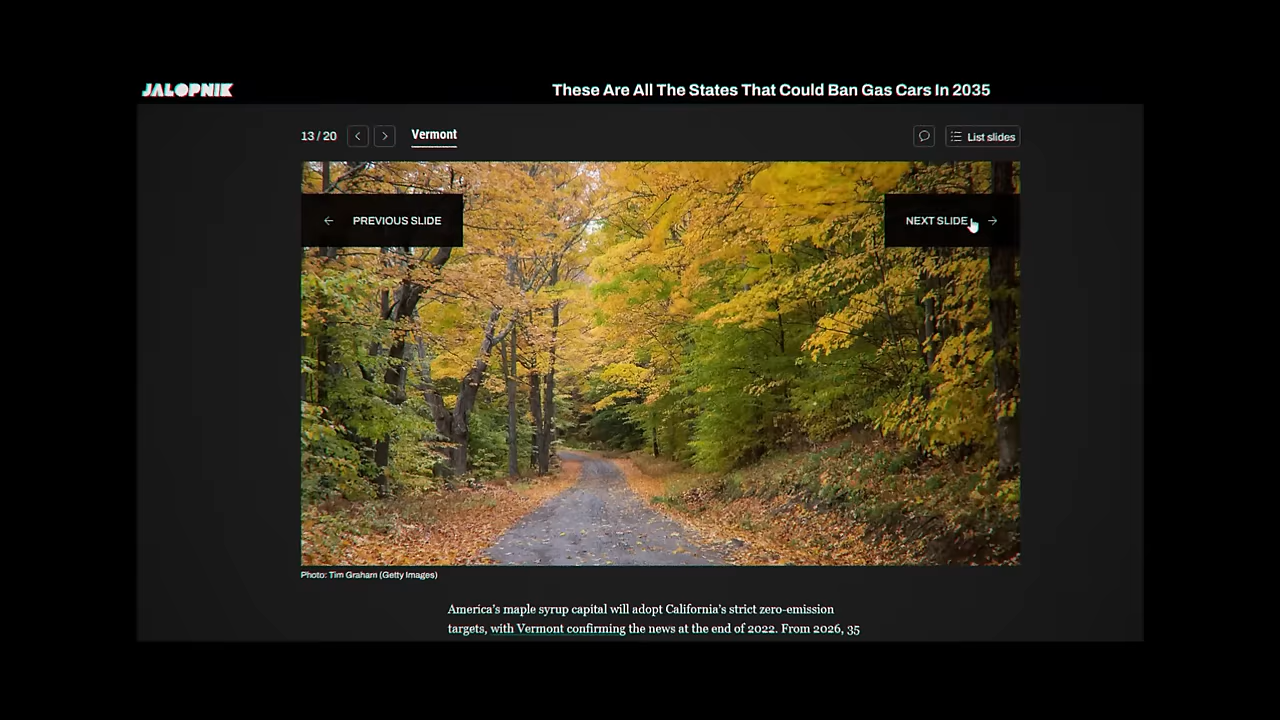 JALOPNIK
These Are All The States That Could Ban Gas Cars In 2035
13 / 20
Vermont
List slides
PREVIOUS SLIDE
NEXT SLIDE
Photo: Tim Graham (Getty Images)
America's maple syrup capital will adopt California's strict zero-emission
targets, with Vermont confirming the news at the end of 2022. From 2026, 35